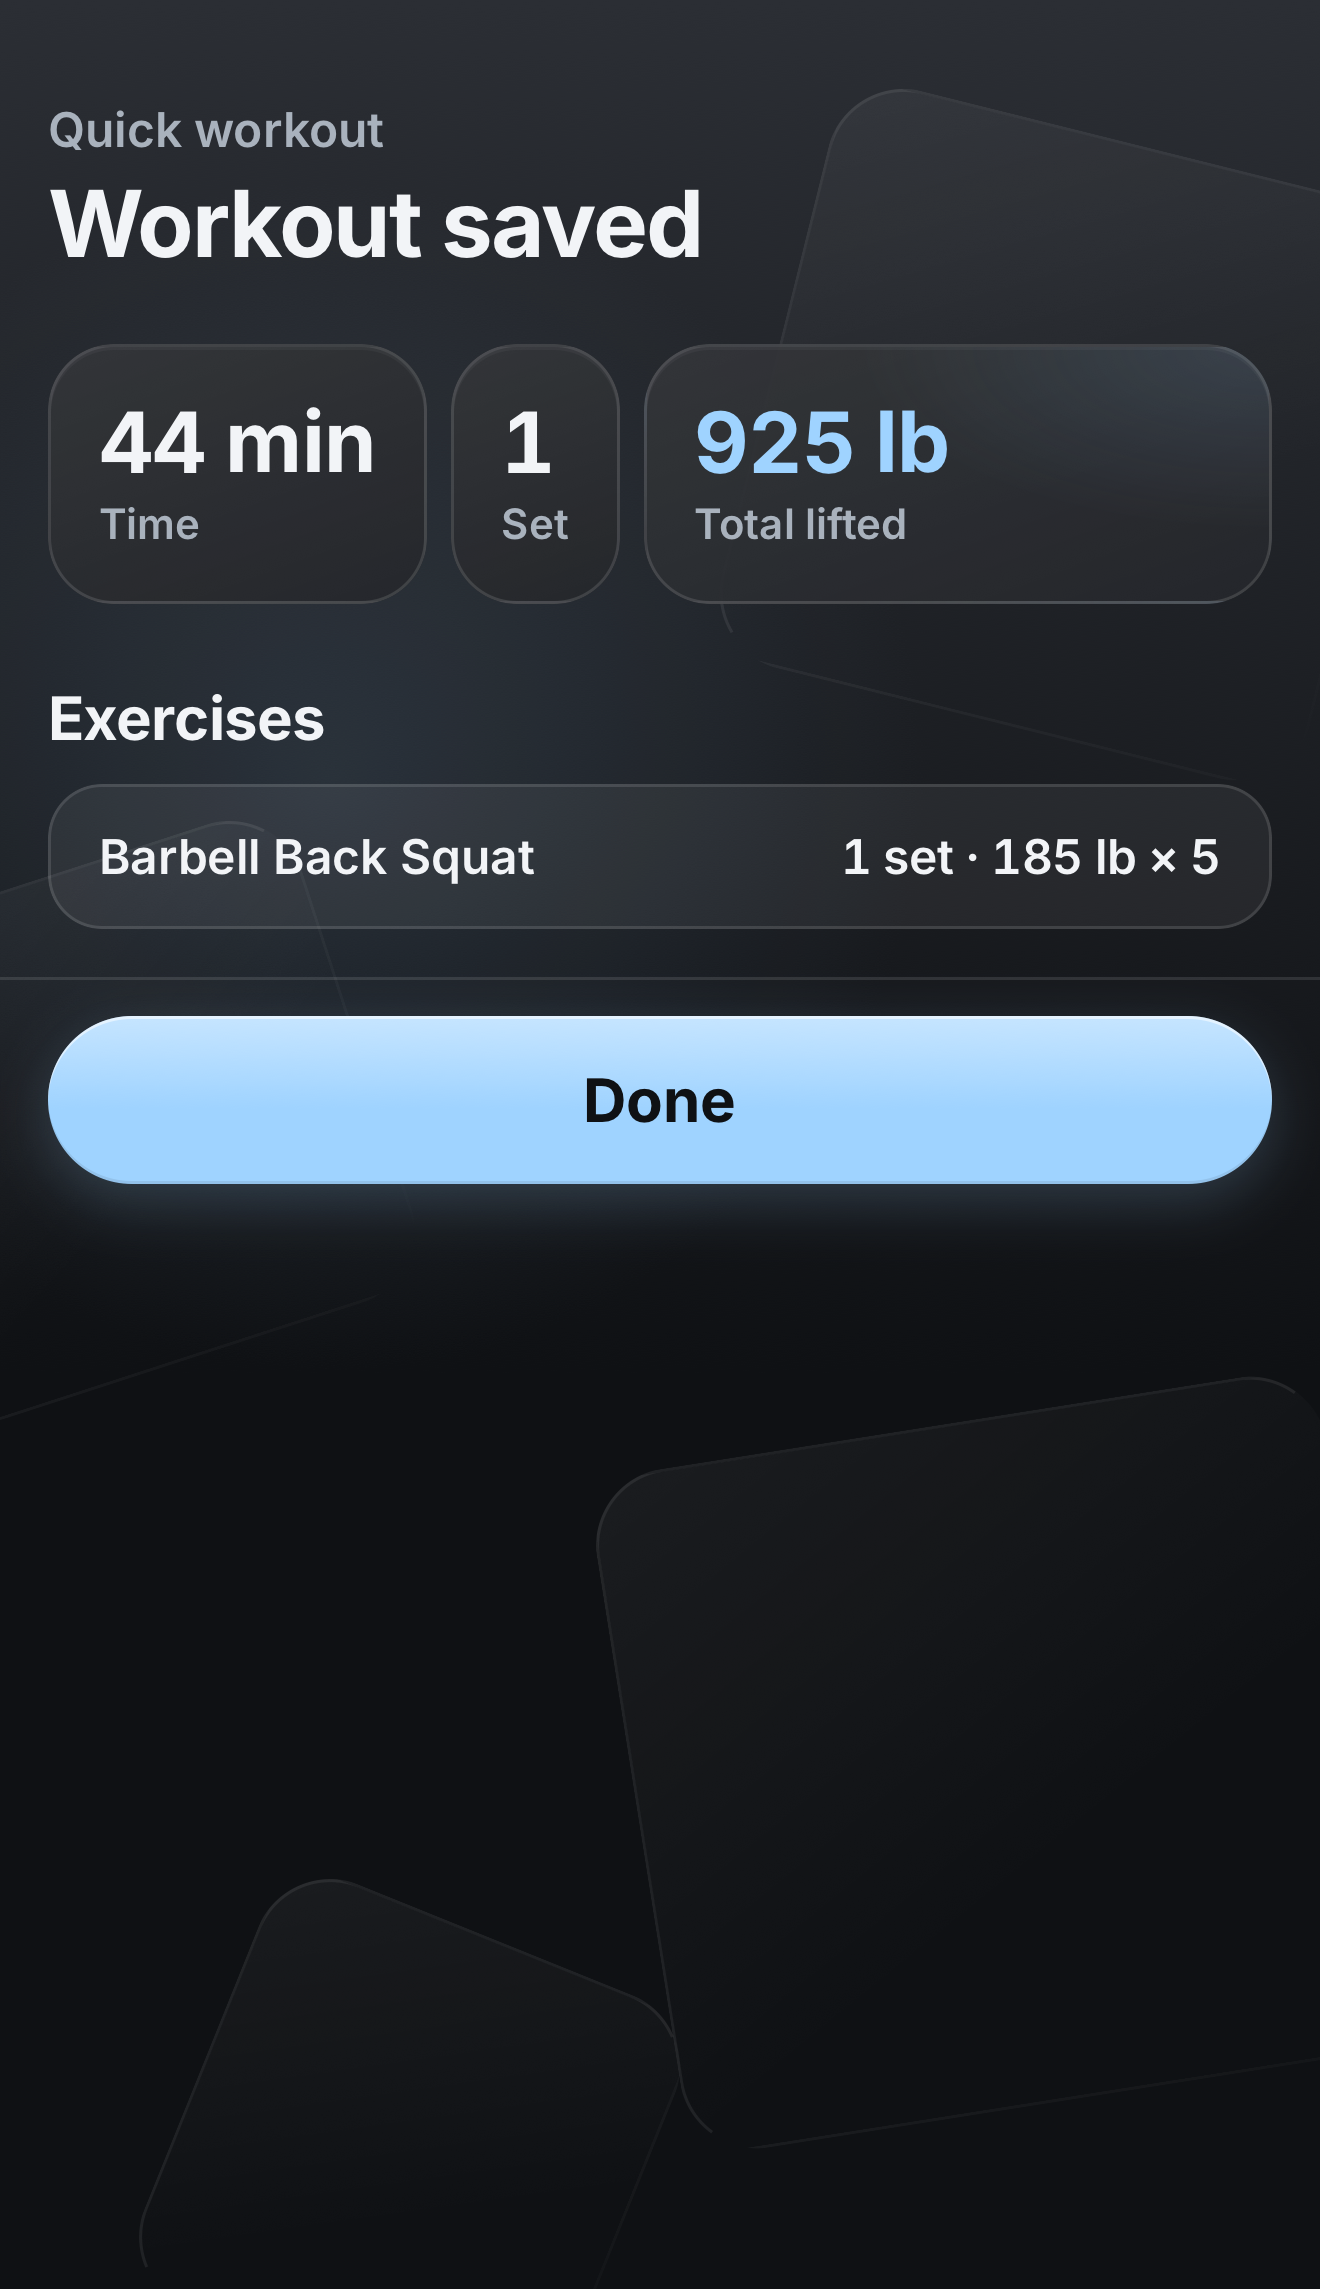 Quick workout
Workout saved
44 min
Time
1
Set
925 lb
Total lifted
Exercises
Barbell Back Squat
1 set · 185 lb × 5
Done